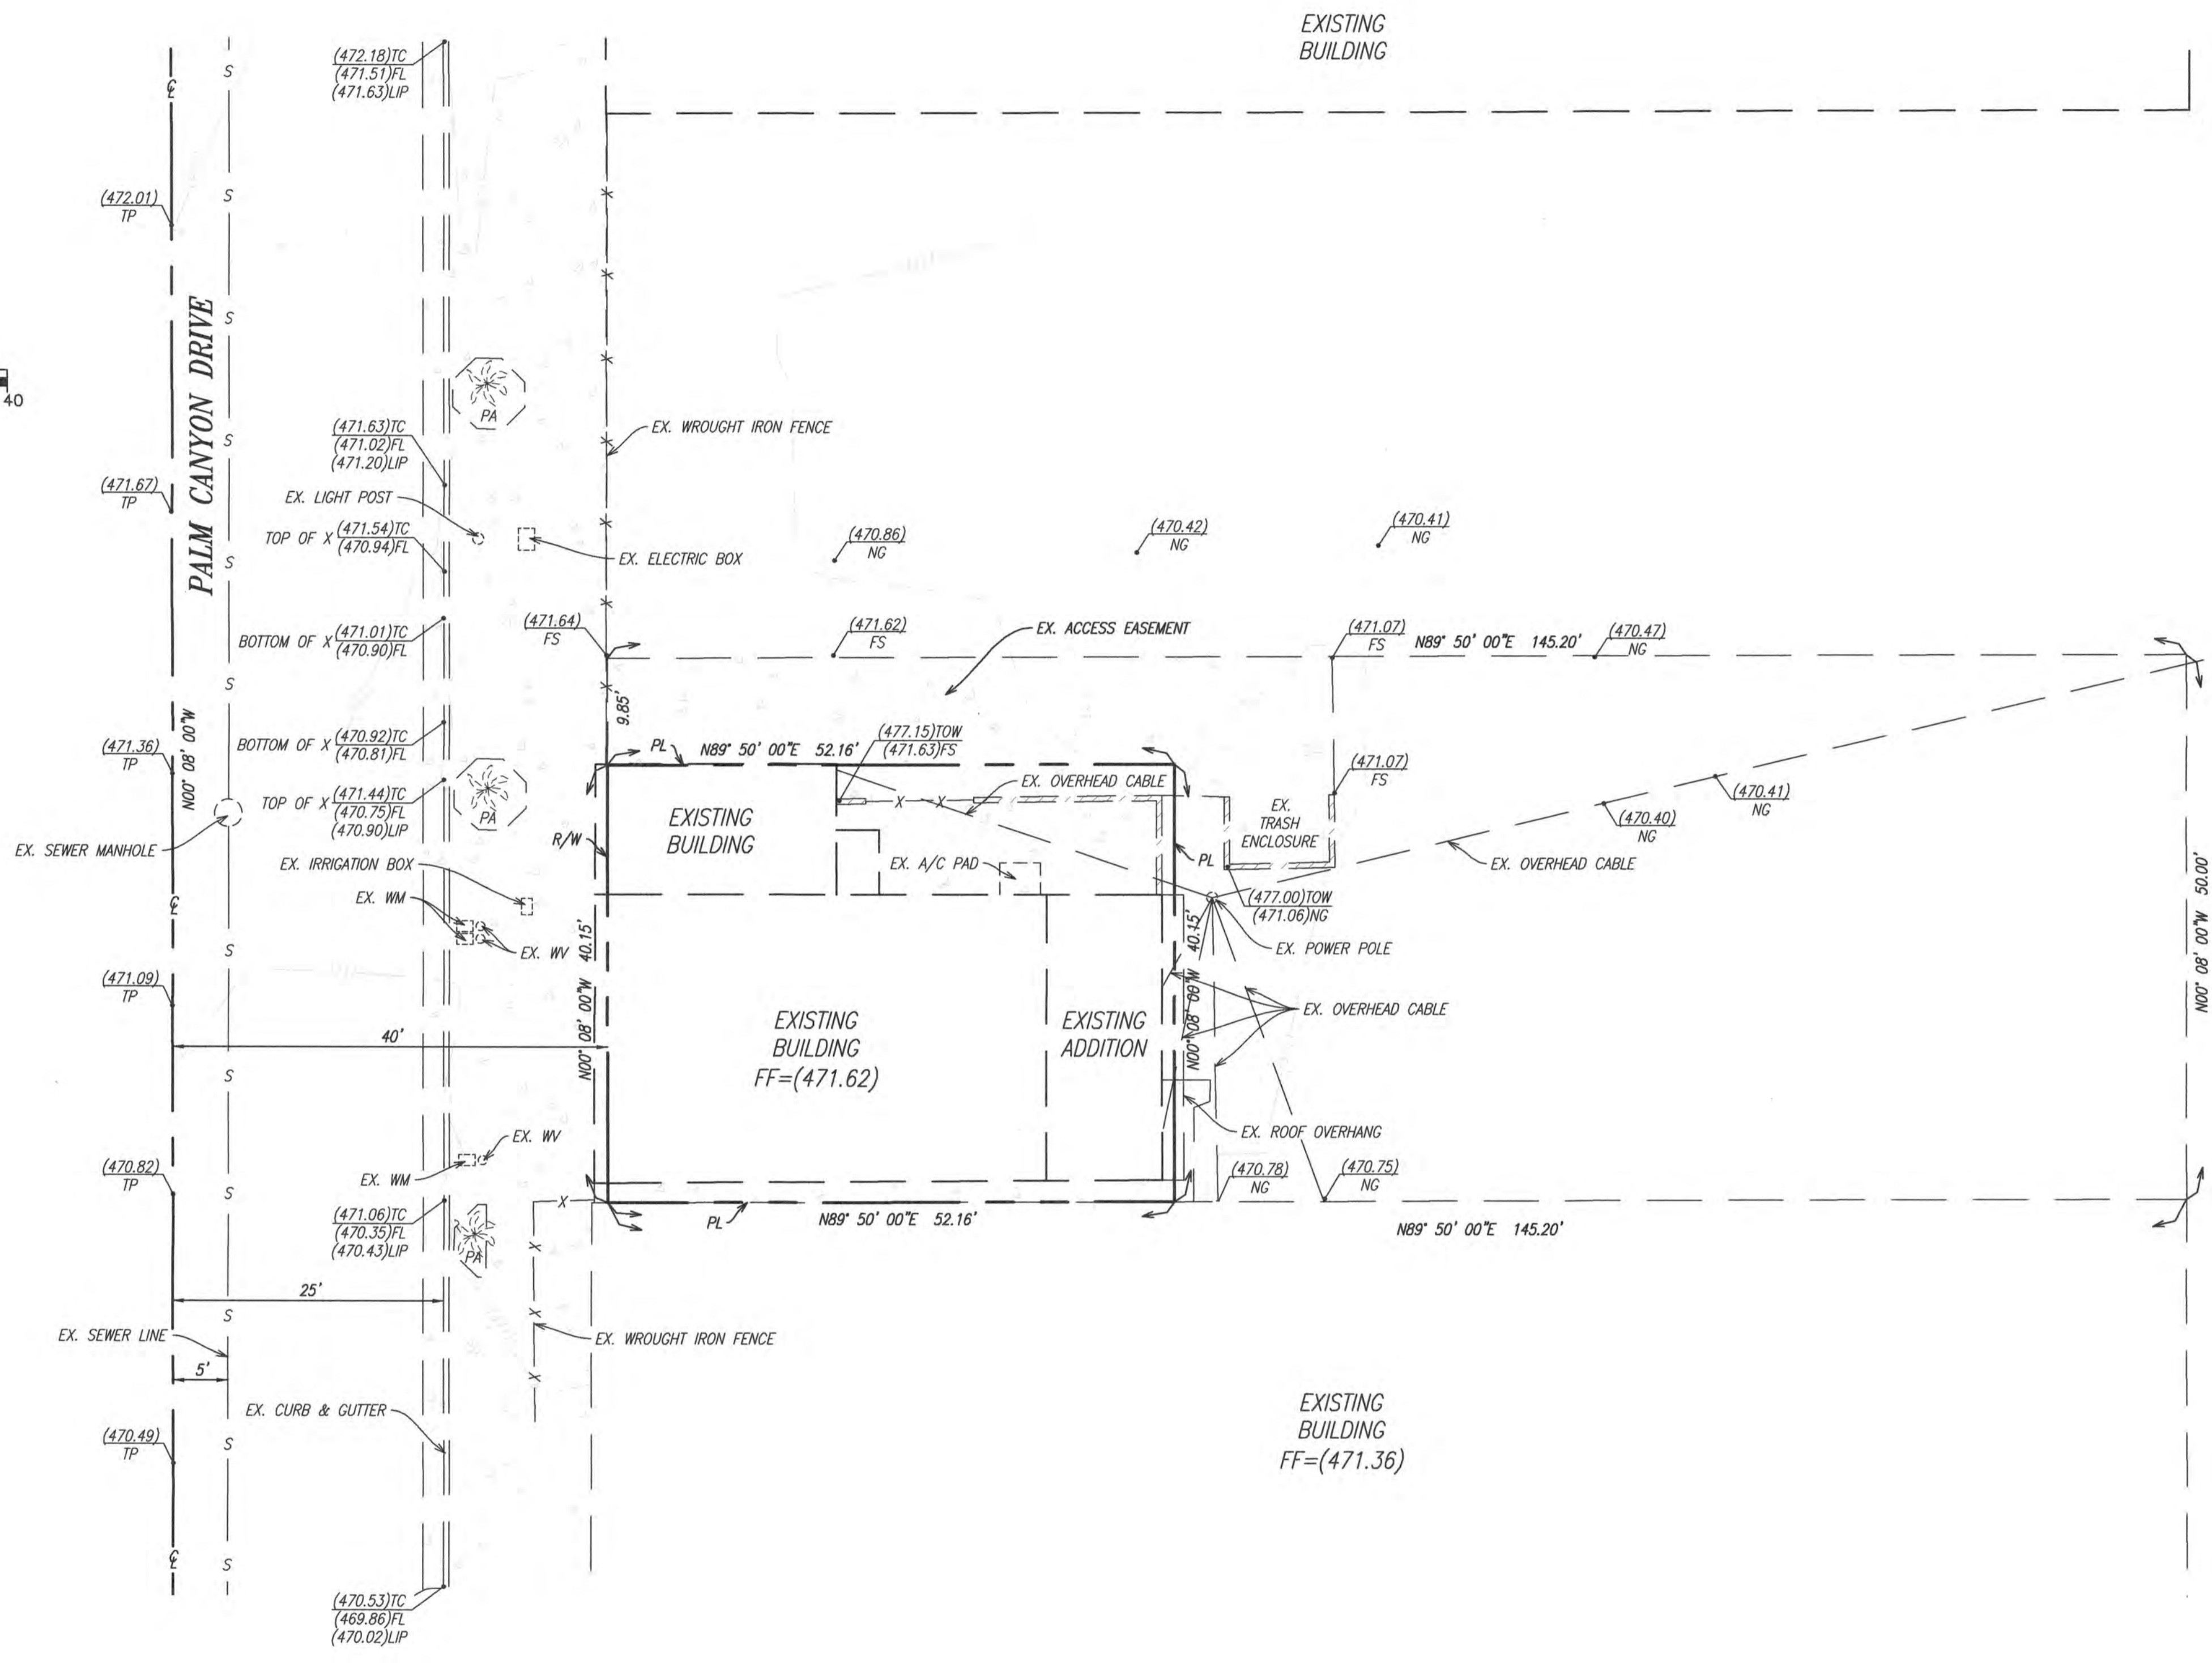 EXISTING
BUILDING
(472.18)TC
(471.51)FL
(471.63)LIP
℄
S
S
(472.01)
TP
S
PALM CANYON DRIVE
40
PA
S
(471.63)TC
(471.02)FL
(471.20)LIP
EX. WROUGHT IRON FENCE
(471.67)
TP
EX. LIGHT POST
TOP OF X (471.54)TC
(470.94)FL
EX. ELECTRIC BOX
(470.86)
NG
(470.42)
NG
(470.41)
NG
S
BOTTOM OF X (471.01)TC
(470.90)FL
(471.64)
FS
(471.62)
FS
EX. ACCESS EASEMENT
(471.07)
FS
N89° 50' 00"E 145.20'
(470.47)
NG
S
9.85'
N00° 08' 00"W
(471.36)
TP
BOTTOM OF X (470.92)TC
(470.81)FL
PL
N89° 50' 00"E 52.16'
(477.15)TOW
(471.63)FS
TOP OF X (471.44)TC
(470.75)FL
(470.90)LIP
PA
EX. OVERHEAD CABLE
X
X
(471.07)
FS
(470.41)
NG
(470.40)
NG
EXISTING
BUILDING
EX.
TRASH
ENCLOSURE
EX. SEWER MANHOLE
R/W
EX. IRRIGATION BOX
EX. A/C PAD
PL
EX. OVERHEAD CABLE
℄
EX. WM
(477.00)TOW
(471.06)NG
N00° 08' 00"W 50.00'
S
EX. WV
N00° 08' 00"W 40.15'
N00° 08' 00"W 40.15'
EX. POWER POLE
(471.09)
TP
EX. OVERHEAD CABLE
40'
EXISTING
BUILDING
FF=(471.62)
EXISTING
ADDITION
S
EX. WV
EX. ROOF OVERHANG
(470.82)
TP
EX. WM
S
(470.78)
NG
(470.75)
NG
(471.06)TC
(470.35)FL
(470.43)LIP
PA
X
PL
N89° 50' 00"E 52.16'
N89° 50' 00"E 145.20'
X
25'
S
X
EX. SEWER LINE
EX. WROUGHT IRON FENCE
5'
X
EX. CURB & GUTTER
EXISTING
BUILDING
FF=(471.36)
(470.49)
TP
S
℄
S
(470.53)TC
(469.86)FL
(470.02)LIP